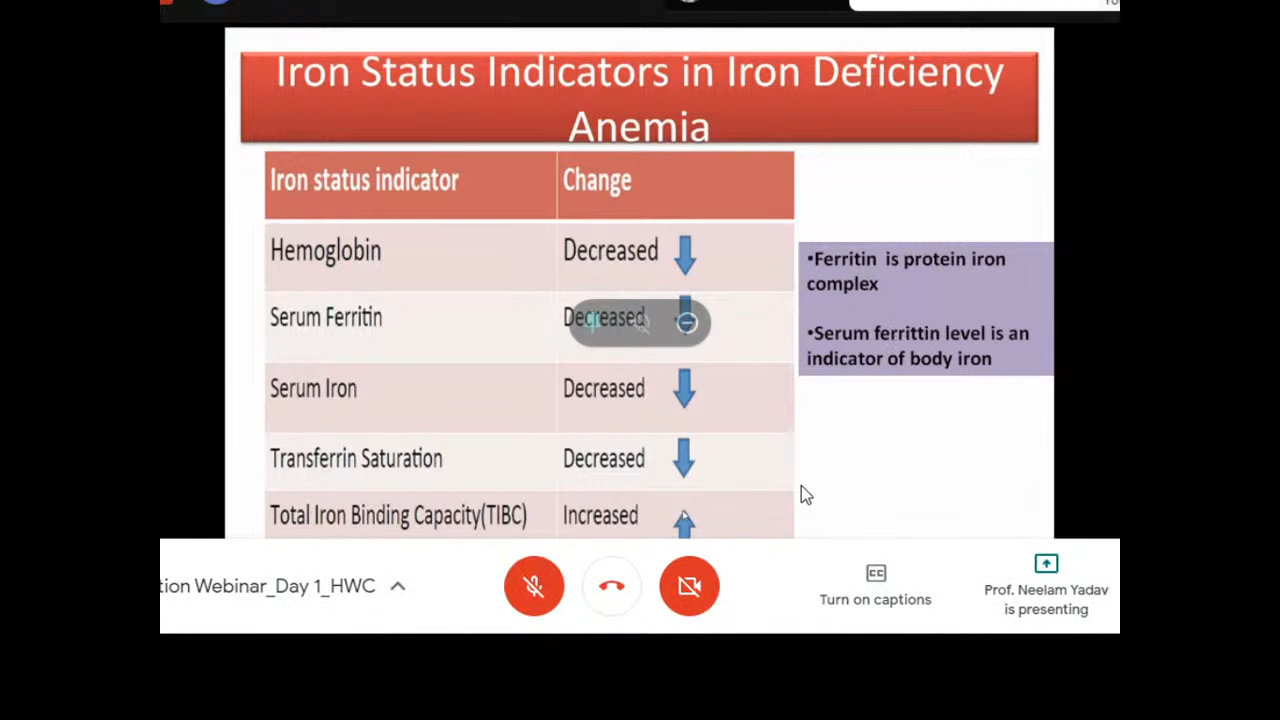 Iron Status Indicators in Iron Deficiency
Anemia
Iron status indicator Change
Hemoglobin Decreased
Serum Ferritin Decreased
Serum Iron Decreased
Transferrin Saturation Decreased
Total Iron Binding Capacity(TIBC) Increased
•Ferritin is protein iron
complex
•Serum ferrittin level is an
indicator of body iron
tion Webinar_Day 1_HWC
Turn on captions
Prof. Neelam Yadav
is presenting